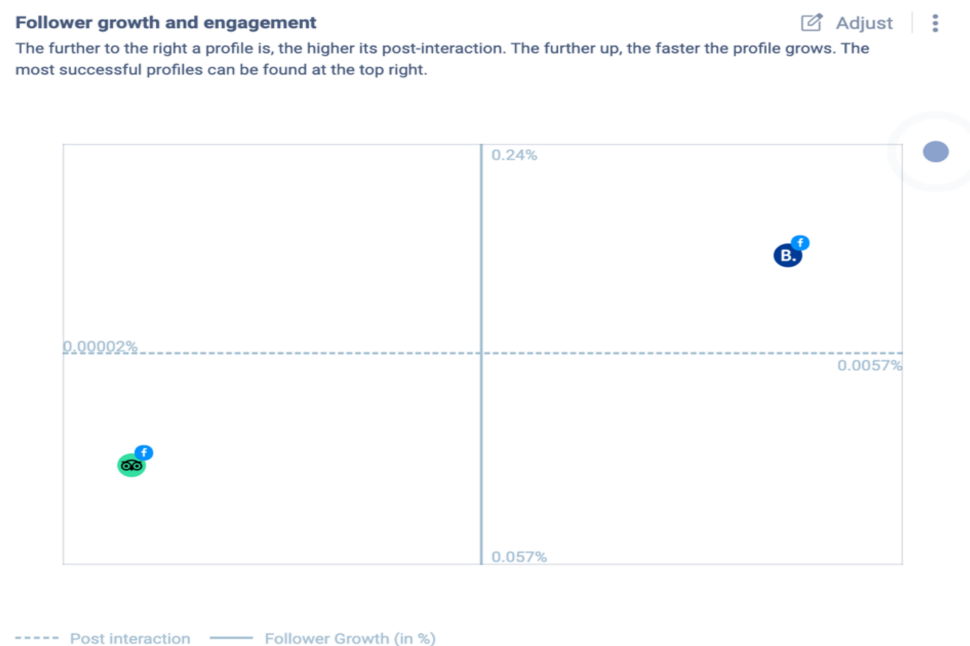 Follower growth and engagement
Adjust
The further to the right a profile is, the higher its post-interaction. The further up, the faster the profile grows. The
most successful profiles can be found at the top right.
0.24%
f
B.
0.00002%
0.0057%
f
0.057%
Post interaction
Follower Growth (in %)